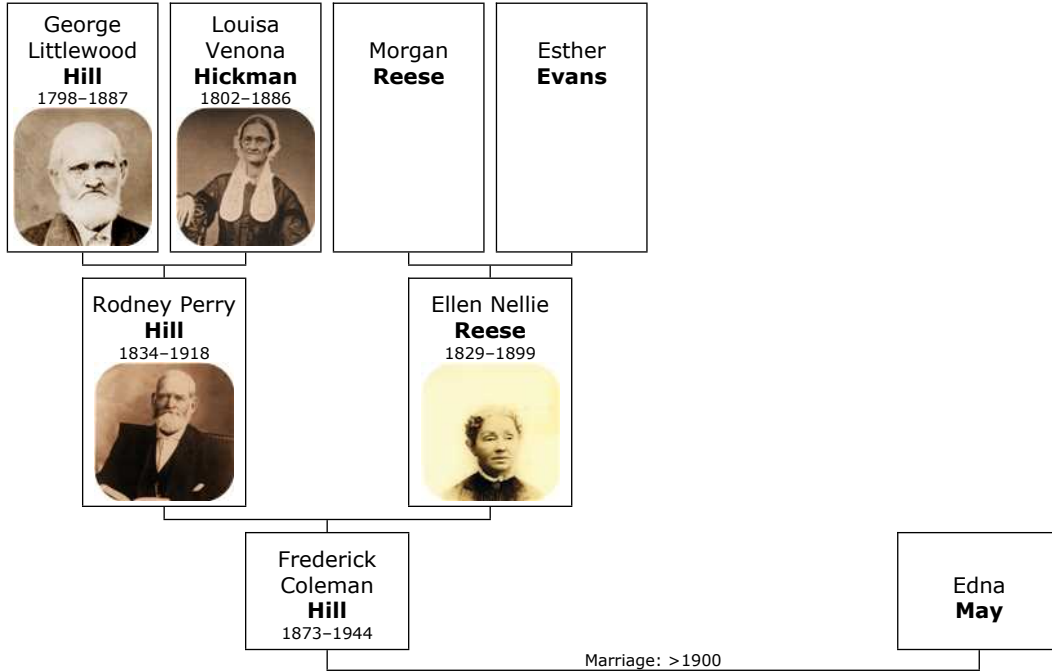 George
Littlewood
Hill
1798–1887
Louisa
Venona
Hickman
1802–1886
Morgan
Reese
Esther
Evans
Rodney Perry
Hill
1834–1918
Ellen Nellie
Reese
1829–1899
Frederick
Coleman
Hill
1873–1944
Edna
May
Marriage: >1900